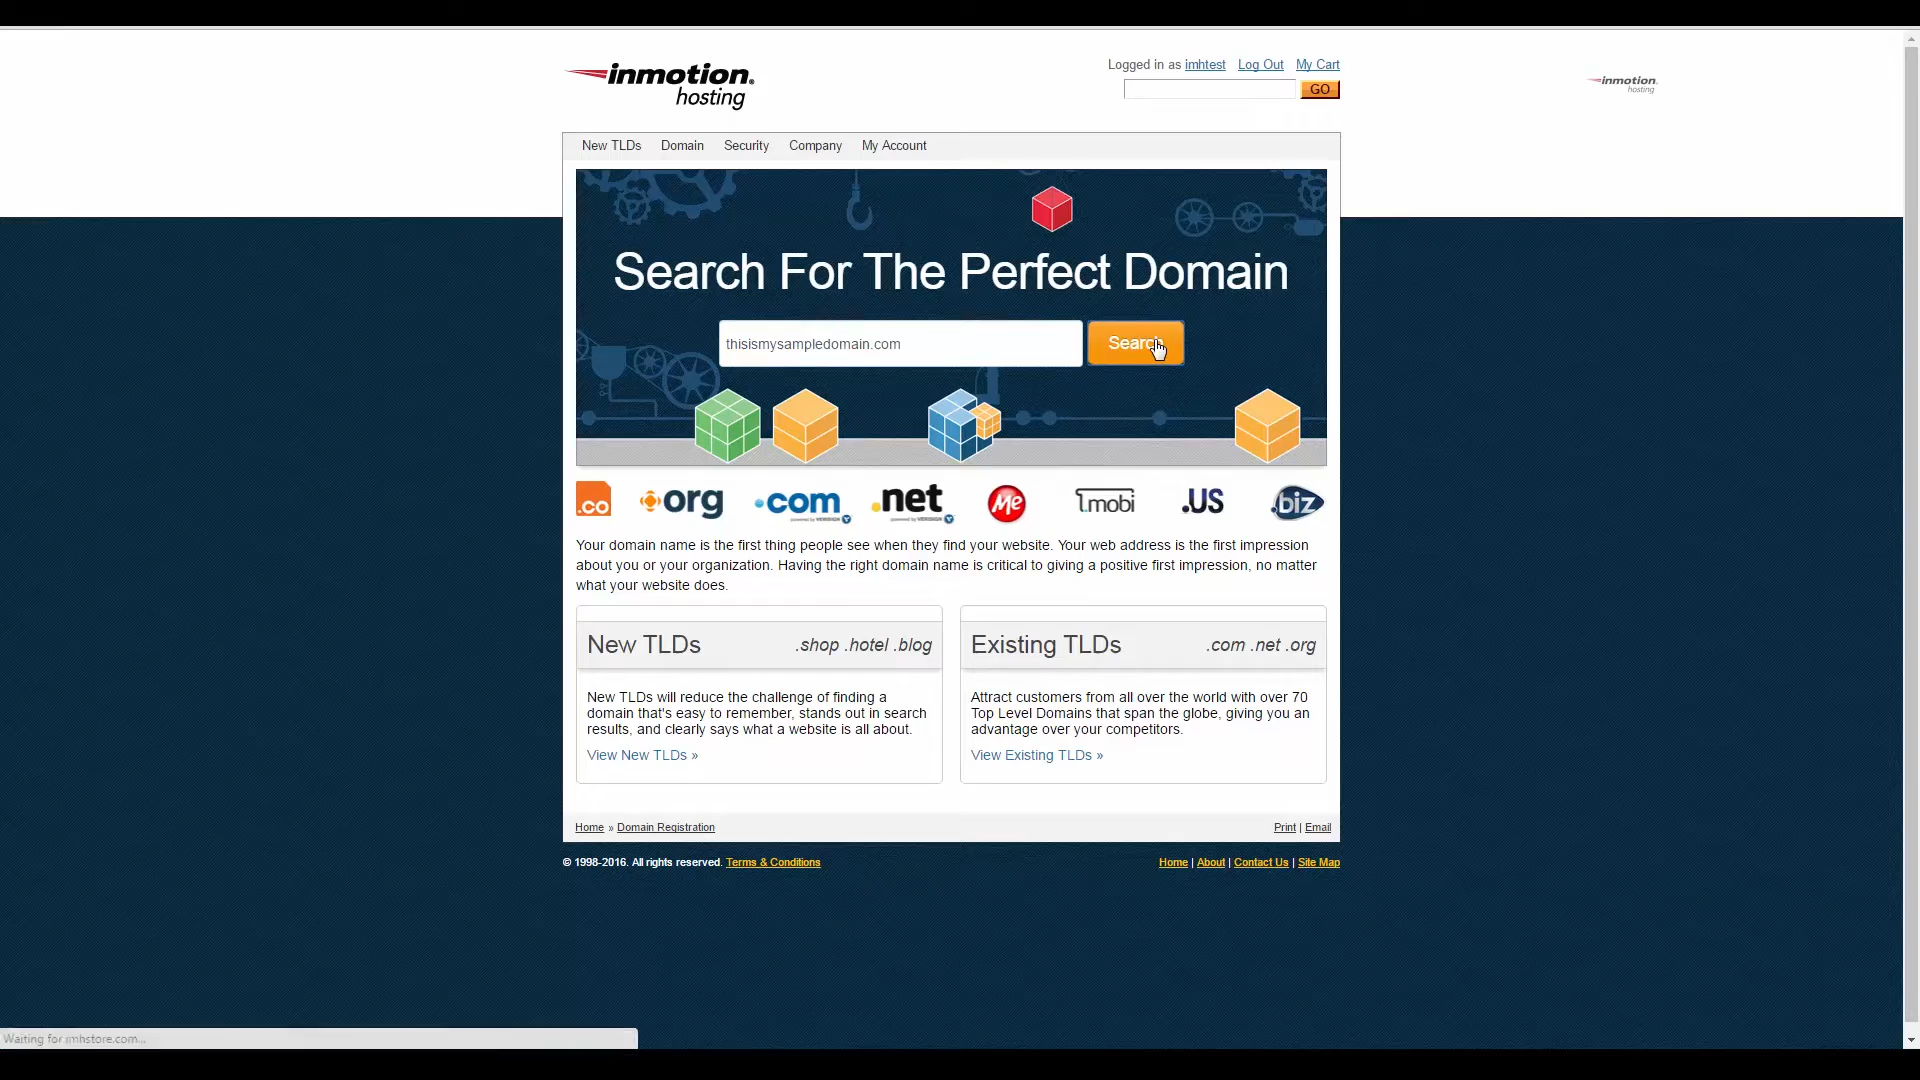 inmotion
hosting
Logged in as imhtest Log Out My Cart
GO
inmotion
hosting
New TLDs Domain Security Company My Account
Search For The Perfect Domain
thisismysampledomain.com
Search
.co org .com .net Me .mobi .US .biz
powered by VERISIGN powered by VERISIGN
Your domain name is the first thing people see when they find your website. Your web address is the first impression
about you or your organization. Having the right domain name is critical to giving a positive first impression, no matter
what your website does.
New TLDs .shop .hotel .blog
New TLDs will reduce the challenge of finding a
domain that's easy to remember, stands out in search
results, and clearly says what a website is all about.
View New TLDs »
Existing TLDs .com .net .org
Attract customers from all over the world with over 70
Top Level Domains that span the globe, giving you an
advantage over your competitors.
View Existing TLDs »
Home » Domain Registration
Print | Email
© 1998-2016. All rights reserved. Terms & Conditions
Home | About | Contact Us | Site Map
Waiting for imhstore.com...